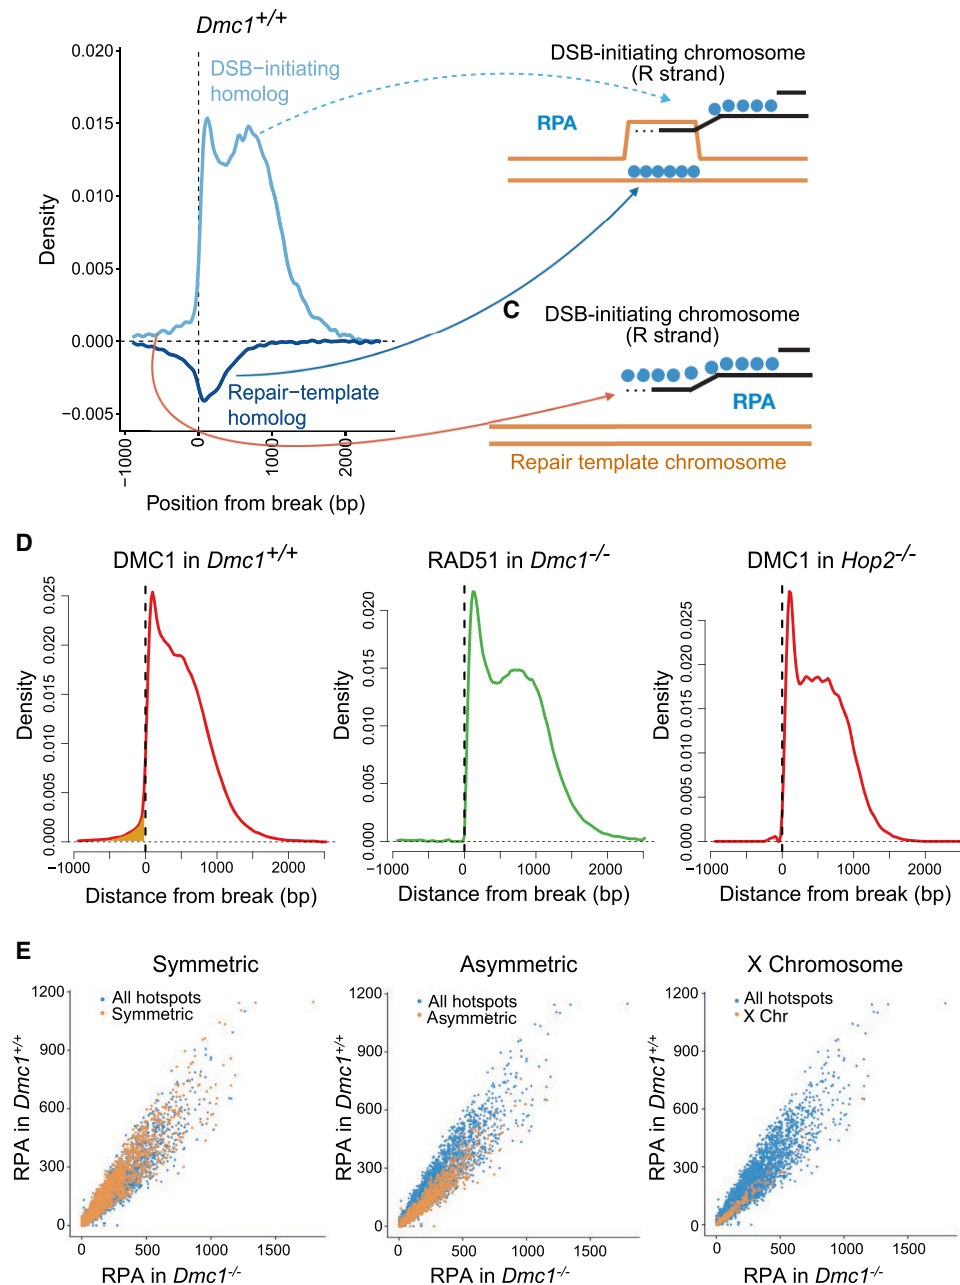 Dmc1+/+
0.020
0.015
0.010
0.005
0.000
−0.005
Density
DSB−initiating
homolog
Repair−template
homolog
−1000
0
1000
2000
Position from break (bp)
DSB-initiating chromosome
(R strand)
RPA
C
DSB-initiating chromosome
(R strand)
RPA
Repair template chromosome
D
DMC1 in Dmc1+/+
0.025
0.020
0.015
0.010
0.005
0.000
Density
−1000
0
1000
2000
Distance from break (bp)
RAD51 in Dmc1-/-
0.020
0.015
0.010
0.005
0.000
Density
−1000
0
1000
2000
Distance from break (bp)
DMC1 in Hop2-/-
0.025
0.020
0.015
0.010
0.005
0.000
Density
−1000
0
1000
2000
Distance from break (bp)
E
Symmetric
All hotspots
Symmetric
1200
900
600
300
0
RPA in Dmc1+/+
0
500
1000
1500
RPA in Dmc1-/-
Asymmetric
All hotspots
Asymmetric
1200
900
600
300
0
RPA in Dmc1+/+
0
500
1000
1500
RPA in Dmc1-/-
X Chromosome
All hotspots
X Chr
1200
900
600
300
0
RPA in Dmc1+/+
0
500
1000
1500
RPA in Dmc1-/-